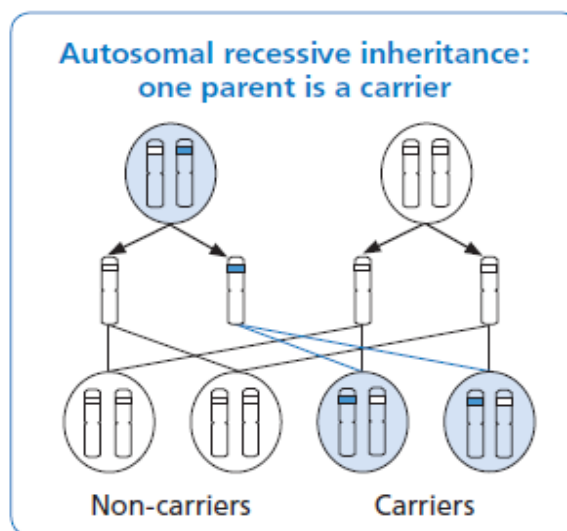 Autosomal recessive inheritance:
one parent is a carrier
Non-carriers
Carriers